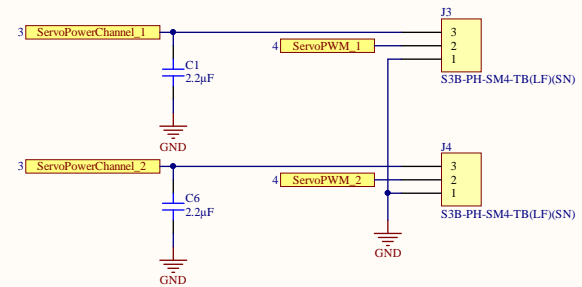 J3
3 ServoPowerChannel_1
3
4 ServoPWM_1
2
1
C1
2.2µF
S3B-PH-SM4-TB(LF)(SN)
GND
J4
3 ServoPowerChannel_2
3
4 ServoPWM_2
2
1
C6
2.2µF
S3B-PH-SM4-TB(LF)(SN)
GND
GND